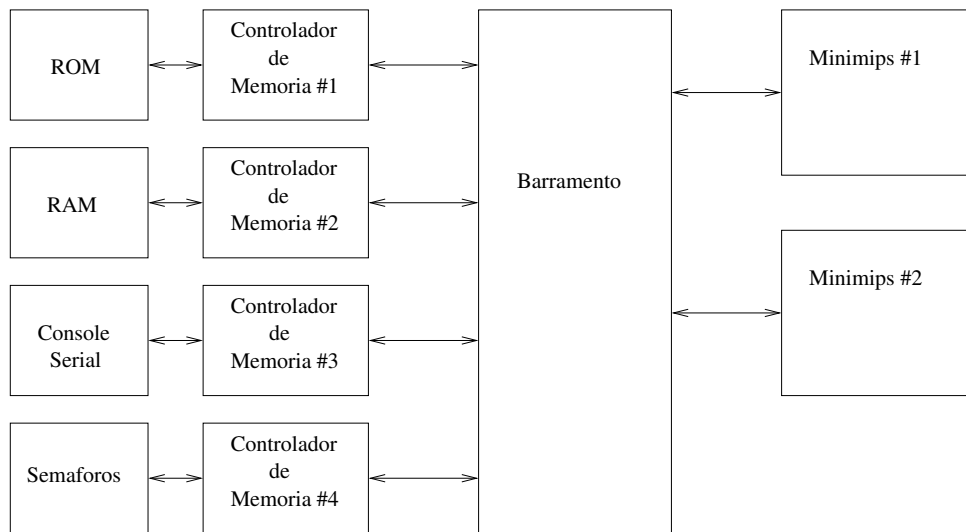 ROM
Controlador
de
Memoria #1
RAM
Controlador
de
Memoria #2
Console
Serial
Controlador
de
Memoria #3
Semaforos
Controlador
de
Memoria #4
Barramento
Minimips #1
Minimips #2